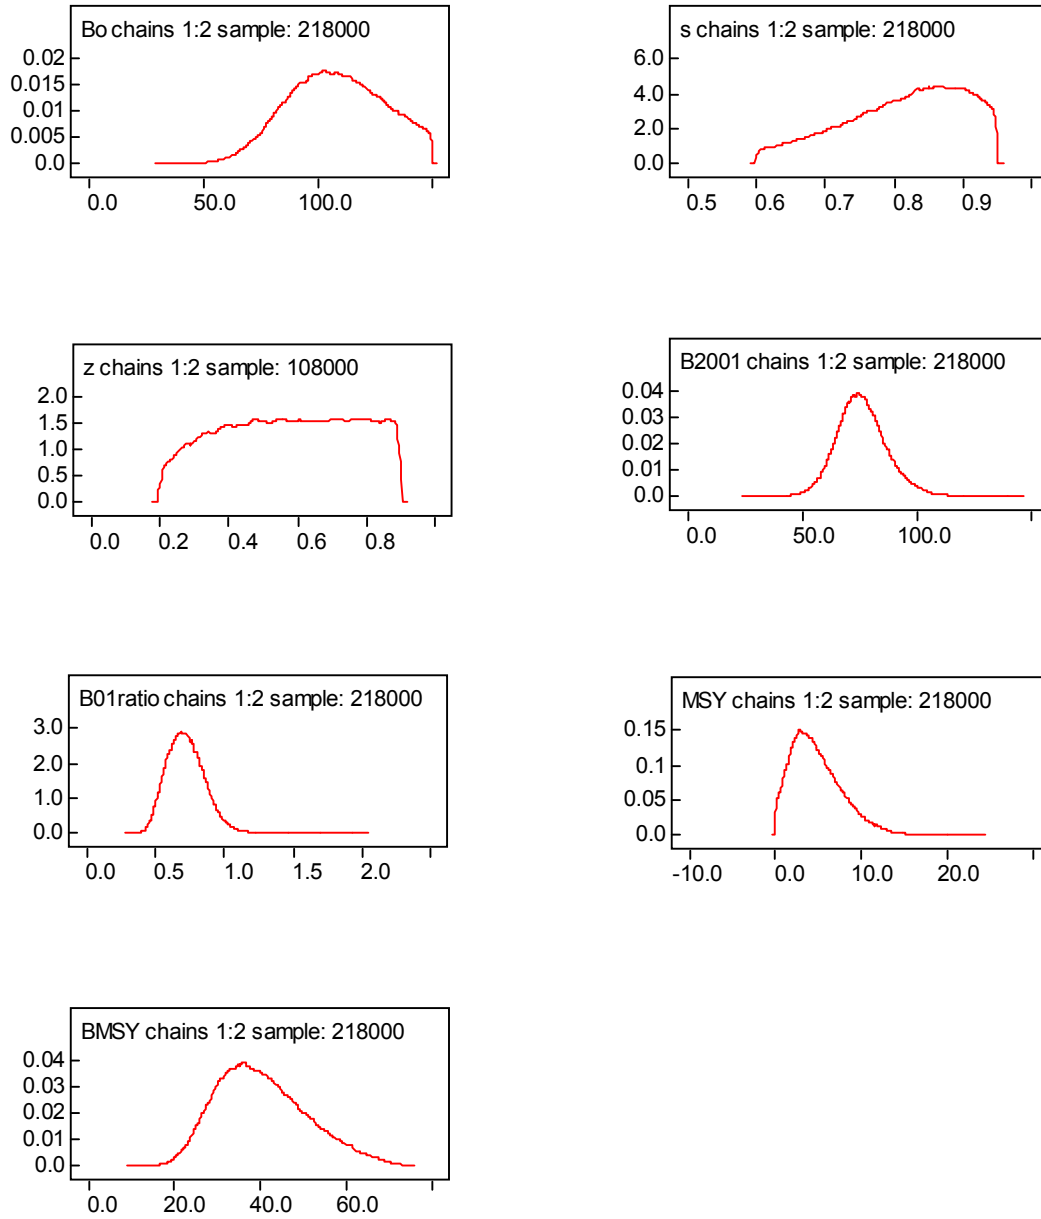 Bo chains 1:2 sample: 218000
0.02
0.015
0.01
0.005
0.0
0.0 50.0 100.0
s chains 1:2 sample: 218000
6.0
4.0
2.0
0.0
0.5 0.6 0.7 0.8 0.9
z chains 1:2 sample: 108000
2.0
1.5
1.0
0.5
0.0
0.0 0.2 0.4 0.6 0.8
B2001 chains 1:2 sample: 218000
0.04
0.03
0.02
0.01
0.0
0.0 50.0 100.0
B01ratio chains 1:2 sample: 218000
3.0
2.0
1.0
0.0
0.0 0.5 1.0 1.5 2.0
MSY chains 1:2 sample: 218000
0.15
0.1
0.05
0.0
-10.0 0.0 10.0 20.0
BMSY chains 1:2 sample: 218000
0.04
0.03
0.02
0.01
0.0
0.0 20.0 40.0 60.0